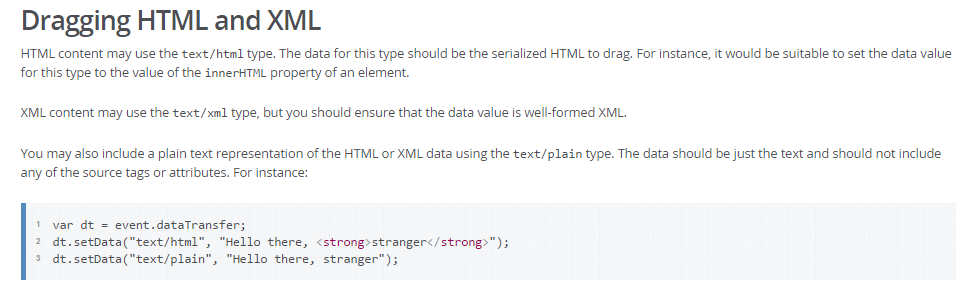 Dragging HTML and XML
HTML content may use the text/html type. The data for this type should be the serialized HTML to drag. For instance, it would be suitable to set the data value
for this type to the value of the innerHTML property of an element.
XML content may use the text/xml type, but you should ensure that the data value is well-formed XML.
You may also include a plain text representation of the HTML or XML data using the text/plain type. The data should be just the text and should not include
any of the source tags or attributes. For instance:
1 var dt = event.dataTransfer;
2 dt.setData("text/html", "Hello there, <strong>stranger</strong>");
3 dt.setData("text/plain", "Hello there, stranger");